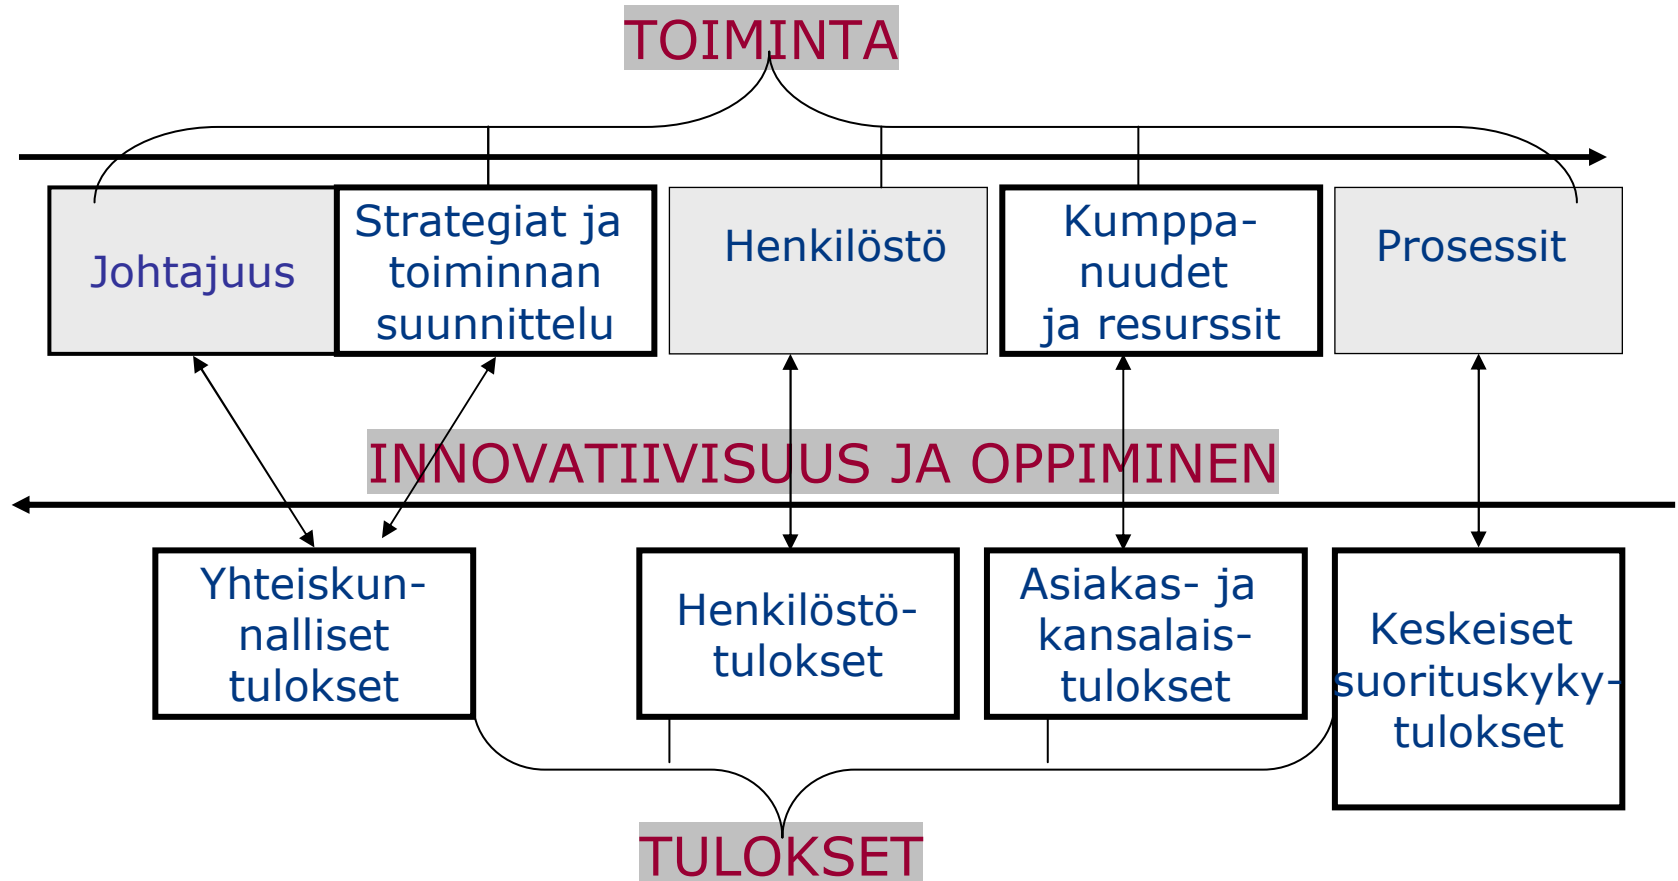 TOIMINTA
Johtajuus
Strategiat ja
toiminnan
suunnittelu
Henkilöstö
Kumppa-
nuudet
ja resurssit
Prosessit
INNOVATIIVISUUS JA OPPIMINEN
Yhteiskun-
nalliset
tulokset
Henkilöstö-
tulokset
Asiakas- ja
kansalais-
tulokset
Keskeiset
suorituskyky-
tulokset
TULOKSET